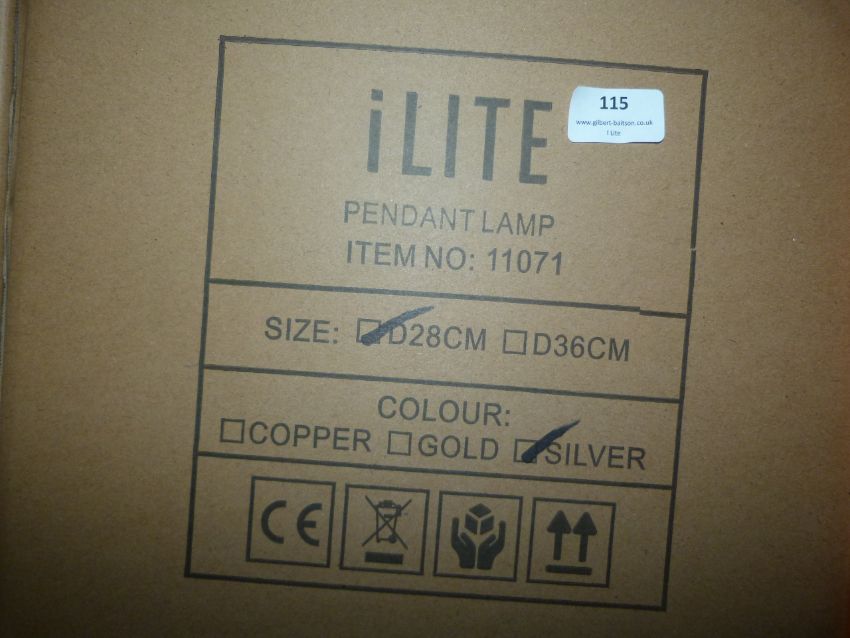 iLITE
115
www.gilbert-baitson.co.uk
I Lite
PENDANT LAMP
ITEM NO: 11071
SIZE: D28CM D36CM
COLOUR:
COPPER GOLD SILVER
CE